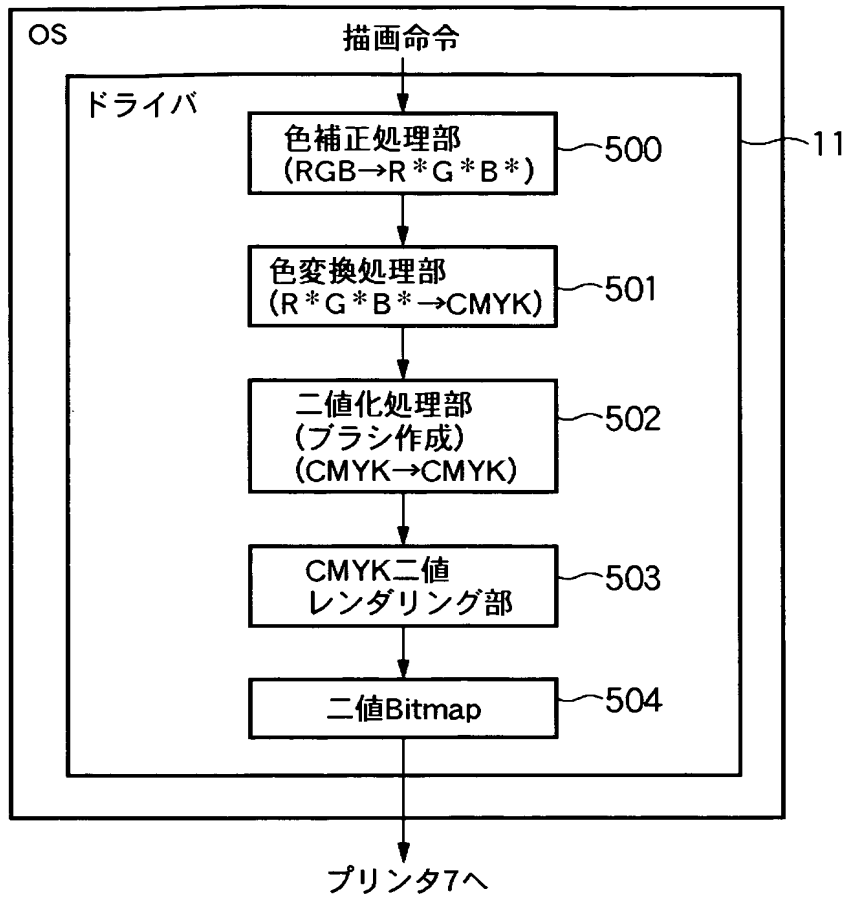 OS
描画命令
ドライバ
色補正処理部
(RGB→R*G*B*)
500
11
色変換処理部
(R*G*B*→CMYK)
501
二値化処理部
(ブラシ作成)
(CMYK→CMYK)
502
CMYK二値
レンダリング部
503
二値Bitmap
504
プリンタ7へ